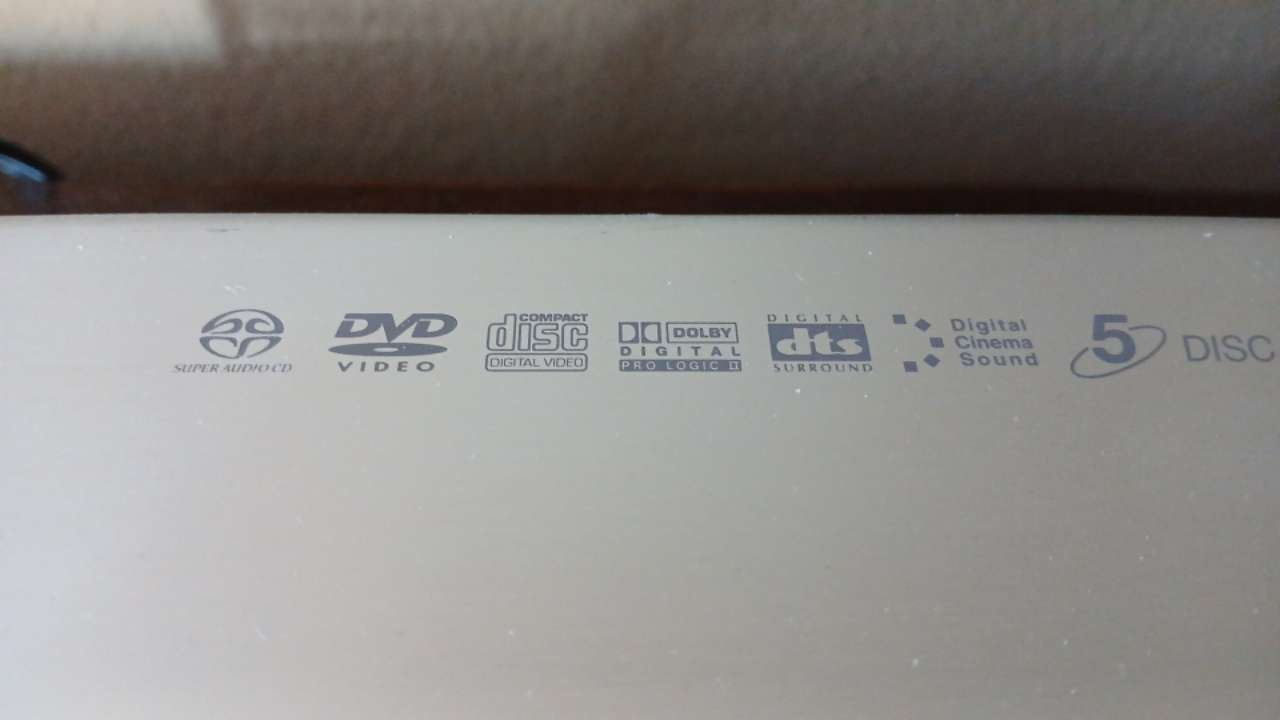 SUPER AUDIO CD
DVD
VIDEO
COMPACT
disc
DIGITAL VIDEO
DOLBY
DIGITAL
PRO LOGIC II
DIGITAL
dts
SURROUND
Digital
Cinema
Sound
5 DISC